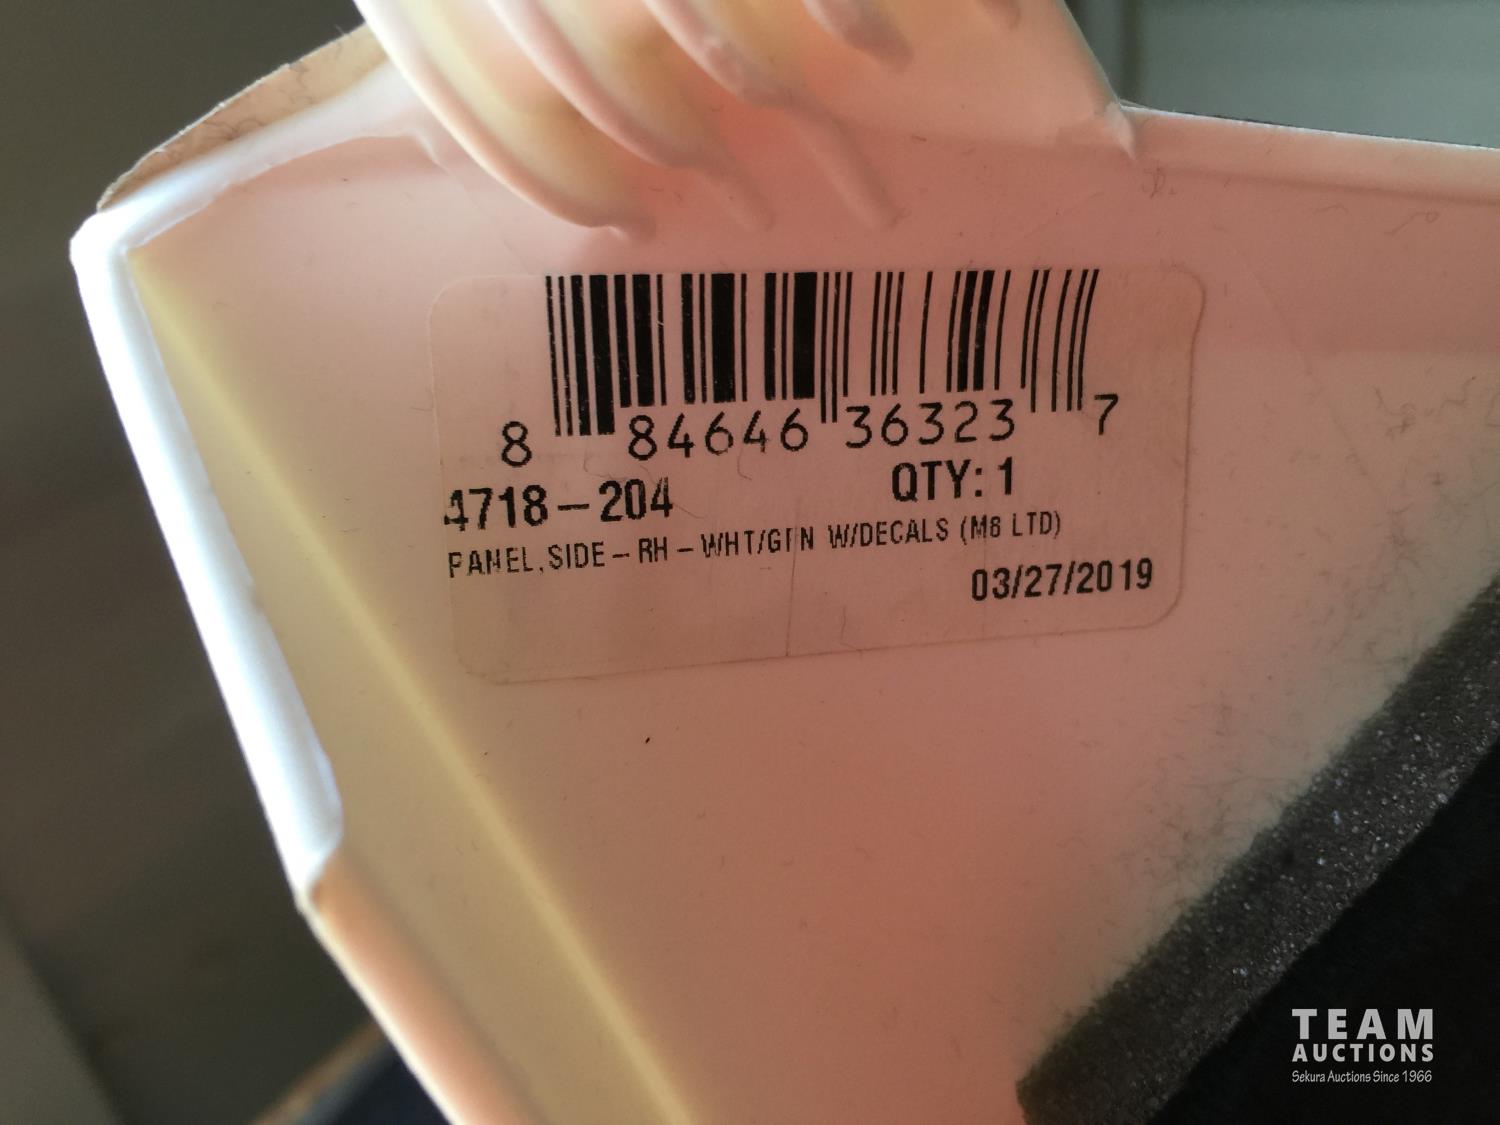 8 84646 36323 7
4718-204 QTY: 1
PANEL, SIDE - RH - WHT/GRN W/DECALS (M8 LTD)
03/27/2019
TEAM
AUCTIONS
Sekura Auctions Since 1966